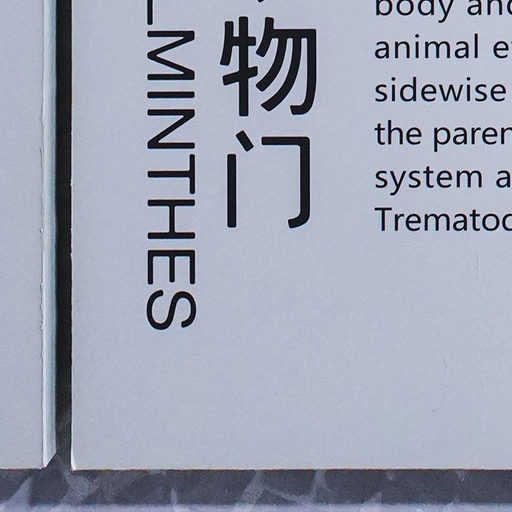 物门
LMINTHES
body and
animal e
sidewise
the paren
system a
Trematod